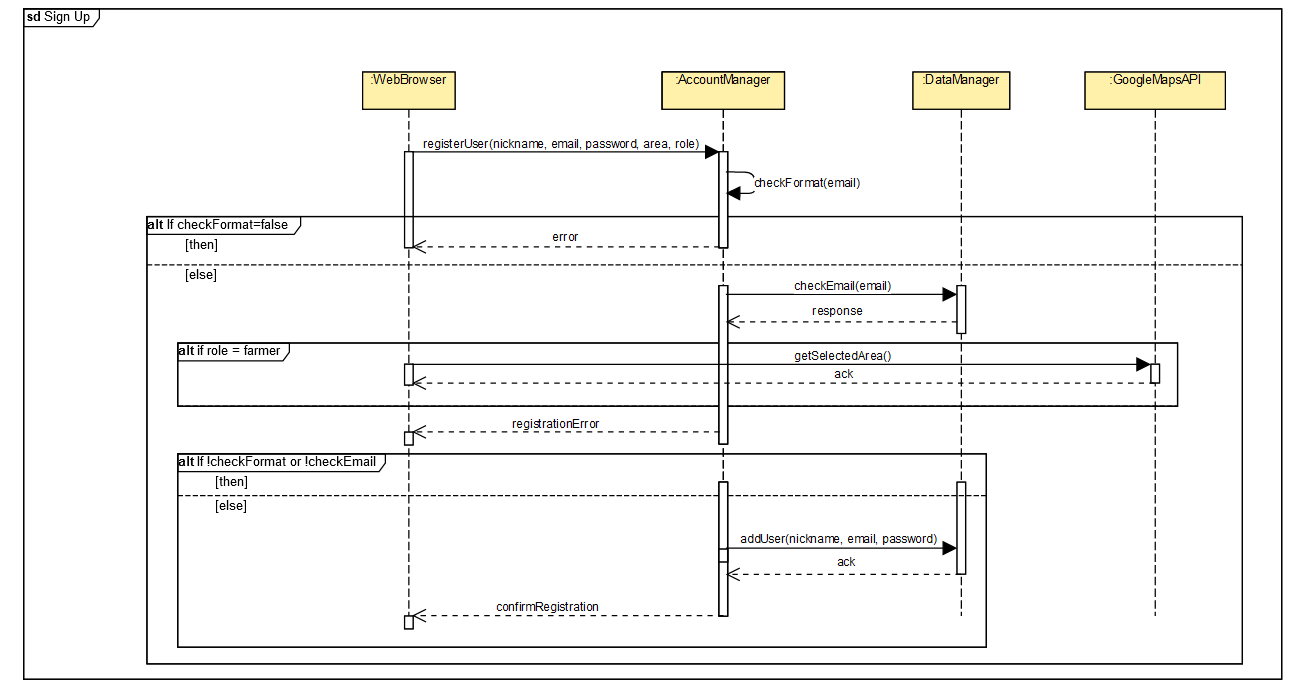 sd Sign Up
:WebBrowser
:AccountManager
:DataManager
:GoogleMapsAPI
registerUser(nickname, email, password, area, role)
checkFormat(email)
alt If checkFormat=false
[then]
error
[else]
checkEmail(email)
response
alt if role = farmer
getSelectedArea()
ack
registrationError
alt If !checkFormat or !checkEmail
[then]
[else]
addUser(nickname, email, password)
ack
confirmRegistration